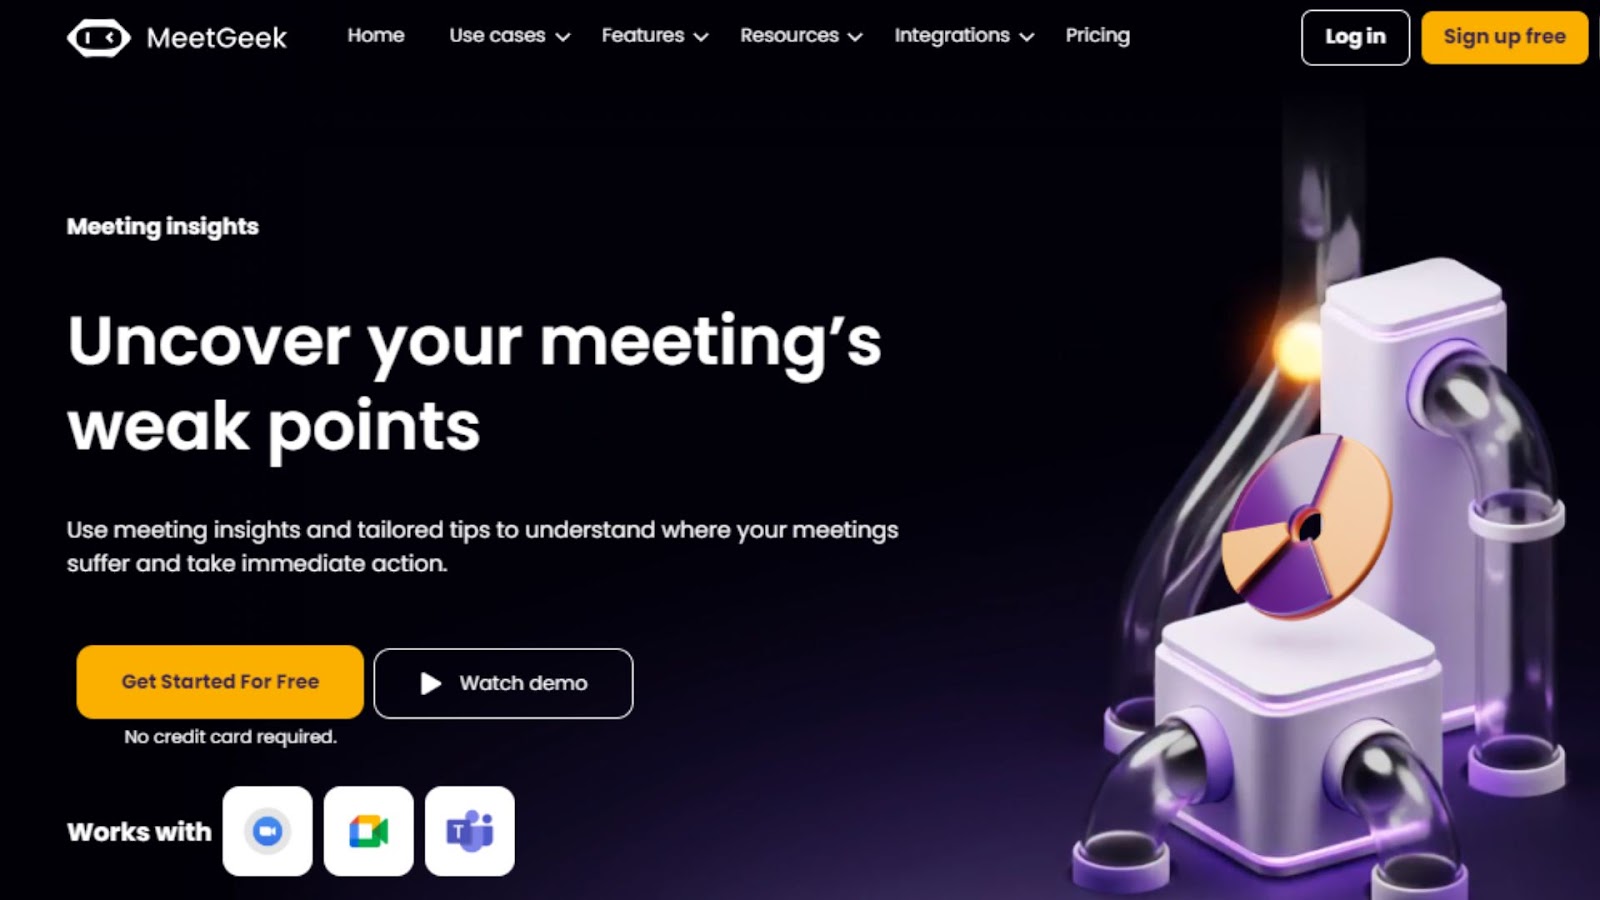 MeetGeek
Home
Use cases
Features
Resources
Integrations
Pricing
Log in
Sign up free
Meeting insights
Uncover your meeting’s
weak points
Use meeting insights and tailored tips to understand where your meetings
suffer and take immediate action.
Get Started For Free
Watch demo
No credit card required.
Works with
T